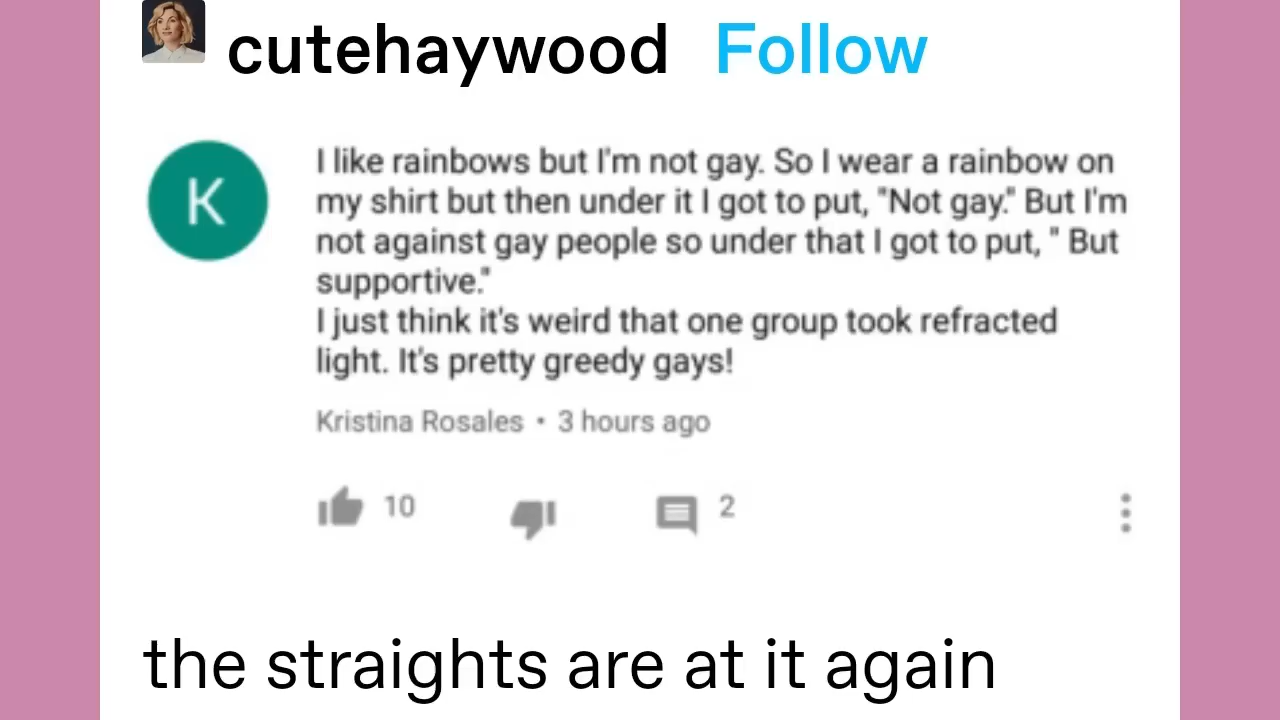 cutehaywood Follow
K
I like rainbows but I'm not gay. So I wear a rainbow on
my shirt but then under it I got to put, "Not gay." But I'm
not against gay people so under that I got to put, " But
supportive."
I just think it's weird that one group took refracted
light. It's pretty greedy gays!
Kristina Rosales • 3 hours ago
10 2
the straights are at it again